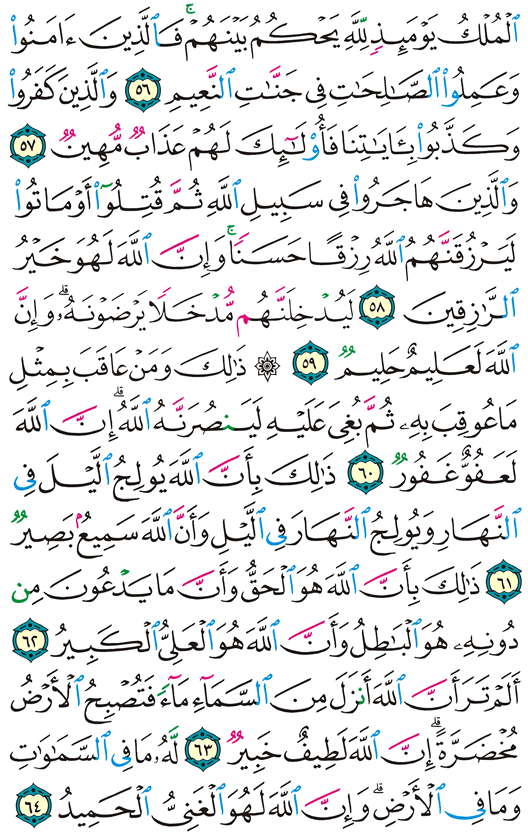 ٱلۡمُلۡكُ يَوۡمَئِذٖ لِّلَّهِ يَحۡكُمُ بَيۡنَهُمۡۚ فَٱلَّذِينَ ءَامَنُواْ
وَعَمِلُواْ ٱلصَّٰلِحَٰتِ فِي جَنَّٰتِ ٱلنَّعِيمِ ٥٦ وَٱلَّذِينَ كَفَرُواْ
وَكَذَّبُواْ بِـَٔايَٰتِنَا فَأُوْلَٰٓئِكَ لَهُمۡ عَذَابٞ مُّهِينٞ ٥٧
وَٱلَّذِينَ هَاجَرُواْ فِي سَبِيلِ ٱللَّهِ ثُمَّ قُتِلُوٓاْ أَوۡ مَاتُواْ
لَيَرۡزُقَنَّهُمُ ٱللَّهُ رِزۡقًا حَسَنٗاۚ وَإِنَّ ٱللَّهَ لَهُوَ خَيۡرُ
ٱلرَّٰزِقِينَ ٥٨ لَيُدۡخِلَنَّهُم مُّدۡخَلٗا يَرۡضَوۡنَهُۥۚ وَإِنَّ
ٱللَّهَ لَعَلِيمٌ حَلِيمٞ ٥٩ ۞ ذَٰلِكَۖ وَمَنۡ عَاقَبَ بِمِثۡلِ
مَا عُوقِبَ بِهِۦ ثُمَّ بُغِيَ عَلَيۡهِ لَيَنصُرَنَّهُ ٱللَّهُۚ إِنَّ ٱللَّهَ
لَعَفُوٌّ غَفُورٞ ٦٠ ذَٰلِكَ بِأَنَّ ٱللَّهَ يُولِجُ ٱلَّيۡلَ فِي
ٱلنَّهَارِ وَيُولِجُ ٱلنَّهَارَ فِي ٱلَّيۡلِ وَأَنَّ ٱللَّهَ سَمِيعُۢ بَصِيرٞ
٦١ ذَٰلِكَ بِأَنَّ ٱللَّهَ هُوَ ٱلۡحَقُّ وَأَنَّ مَا يَدۡعُونَ مِن
دُونِهِۦ هُوَ ٱلۡبَٰطِلُ وَأَنَّ ٱللَّهَ هُوَ ٱلۡعَلِيُّ ٱلۡكَبِيرُ ٦٢
أَلَمۡ تَرَ أَنَّ ٱللَّهَ أَنزَلَ مِنَ ٱلسَّمَآءِ مَآءٗ فَتُصۡبِحُ ٱلۡأَرۡضُ
مُخۡضَرَّةًۚ إِنَّ ٱللَّهَ لَطِيفٌ خَبِيرٞ ٦٣ لَّهُۥ مَا فِي ٱلسَّمَٰوَٰتِ
وَمَا فِي ٱلۡأَرۡضِۚ وَإِنَّ ٱللَّهَ لَهُوَ ٱلۡغَنِيُّ ٱلۡحَمِيدُ ٦٤